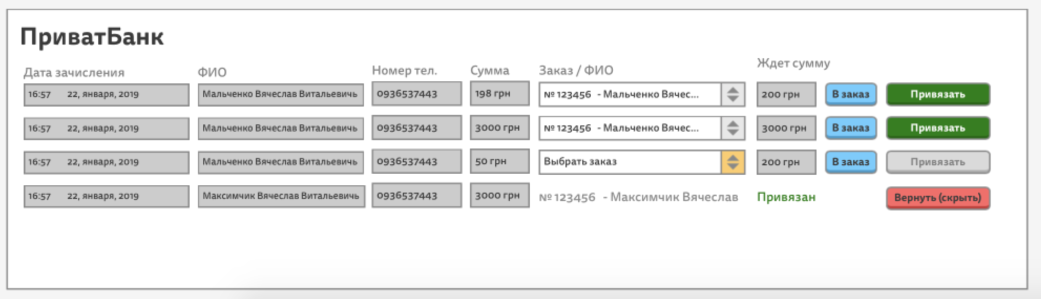 ПриватБанк
Дата зачисления ФИО Номер тел. Сумма Заказ / ФИО Ждет сумму
16:57 22, января, 2019 Мальченко Вячеслав Витальевичь 0936537443 198 грн № 123456 - Мальченко Вячес... 200 грн В заказ Привязать
16:57 22, января, 2019 Мальченко Вячеслав Витальевичь 0936537443 3000 грн № 123456 - Мальченко Вячес... 3000 грн В заказ Привязать
16:57 22, января, 2019 Мальченко Вячеслав Витальевичь 0936537443 50 грн Выбрать заказ 200 грн В заказ Привязать
16:57 22, января, 2019 Максимчик Вячеслав Витальевичь 0936537443 3000 грн № 123456 - Максимчик Вячеслав Привязан Вернуть (скрыть)